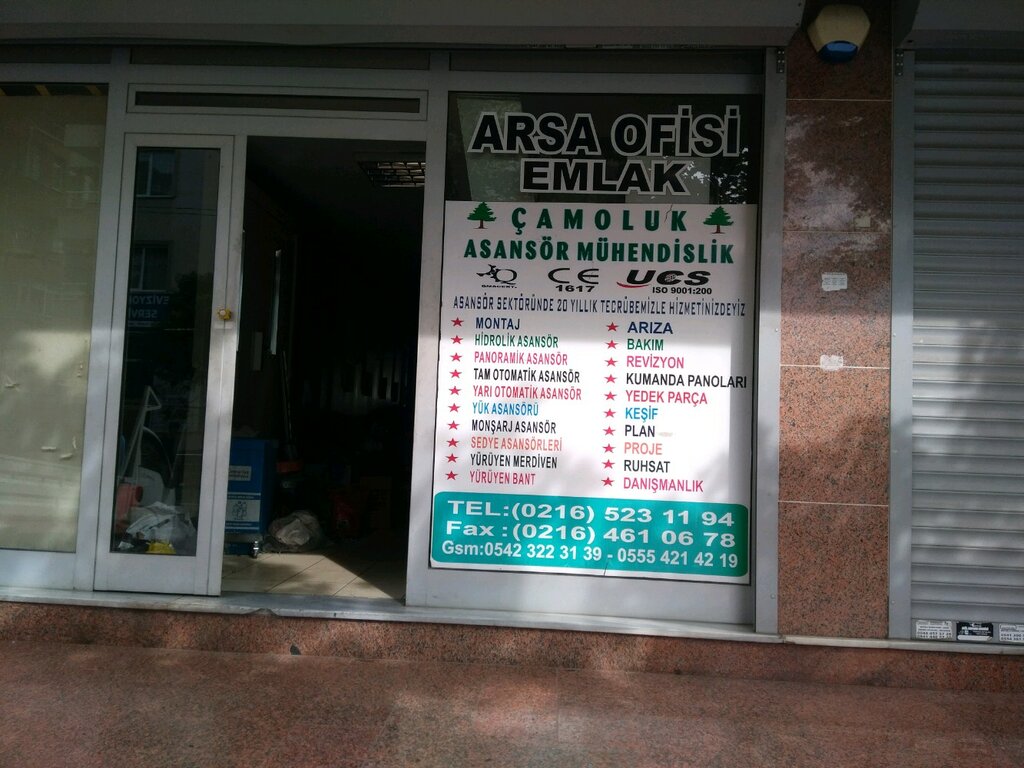 ARSA OFİSİ
EMLAK
ÇAMOLUK
ASANSÖR MÜHENDİSLİK
CE
1617
UCS
ISO 9001:200
ASANSÖR SEKTÖRÜNDE 20 YILLIK TECRÜBEMİZLE HİZMETİNİZDEYİZ
MONTAJ
HİDROLİK ASANSÖR
PANORAMİK ASANSÖR
TAM OTOMATİK ASANSÖR
YARI OTOMATİK ASANSÖR
YÜK ASANSÖRÜ
MONŞARJ ASANSÖR
SEDYE ASANSÖRLERİ
YÜRÜYEN MERDİVEN
YÜRÜYEN BANT
ARIZA
BAKIM
REVİZYON
KUMANDA PANOLARI
YEDEK PARÇA
KEŞİF
PLAN
PROJE
RUHSAT
DANIŞMANLIK
TEL:(0216) 523 11 94
Fax :(0216) 461 06 78
Gsm:0542 322 31 39 - 0555 421 42 19